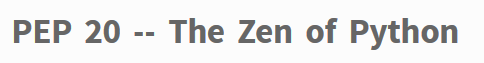 PEP 20 -- The Zen of Python